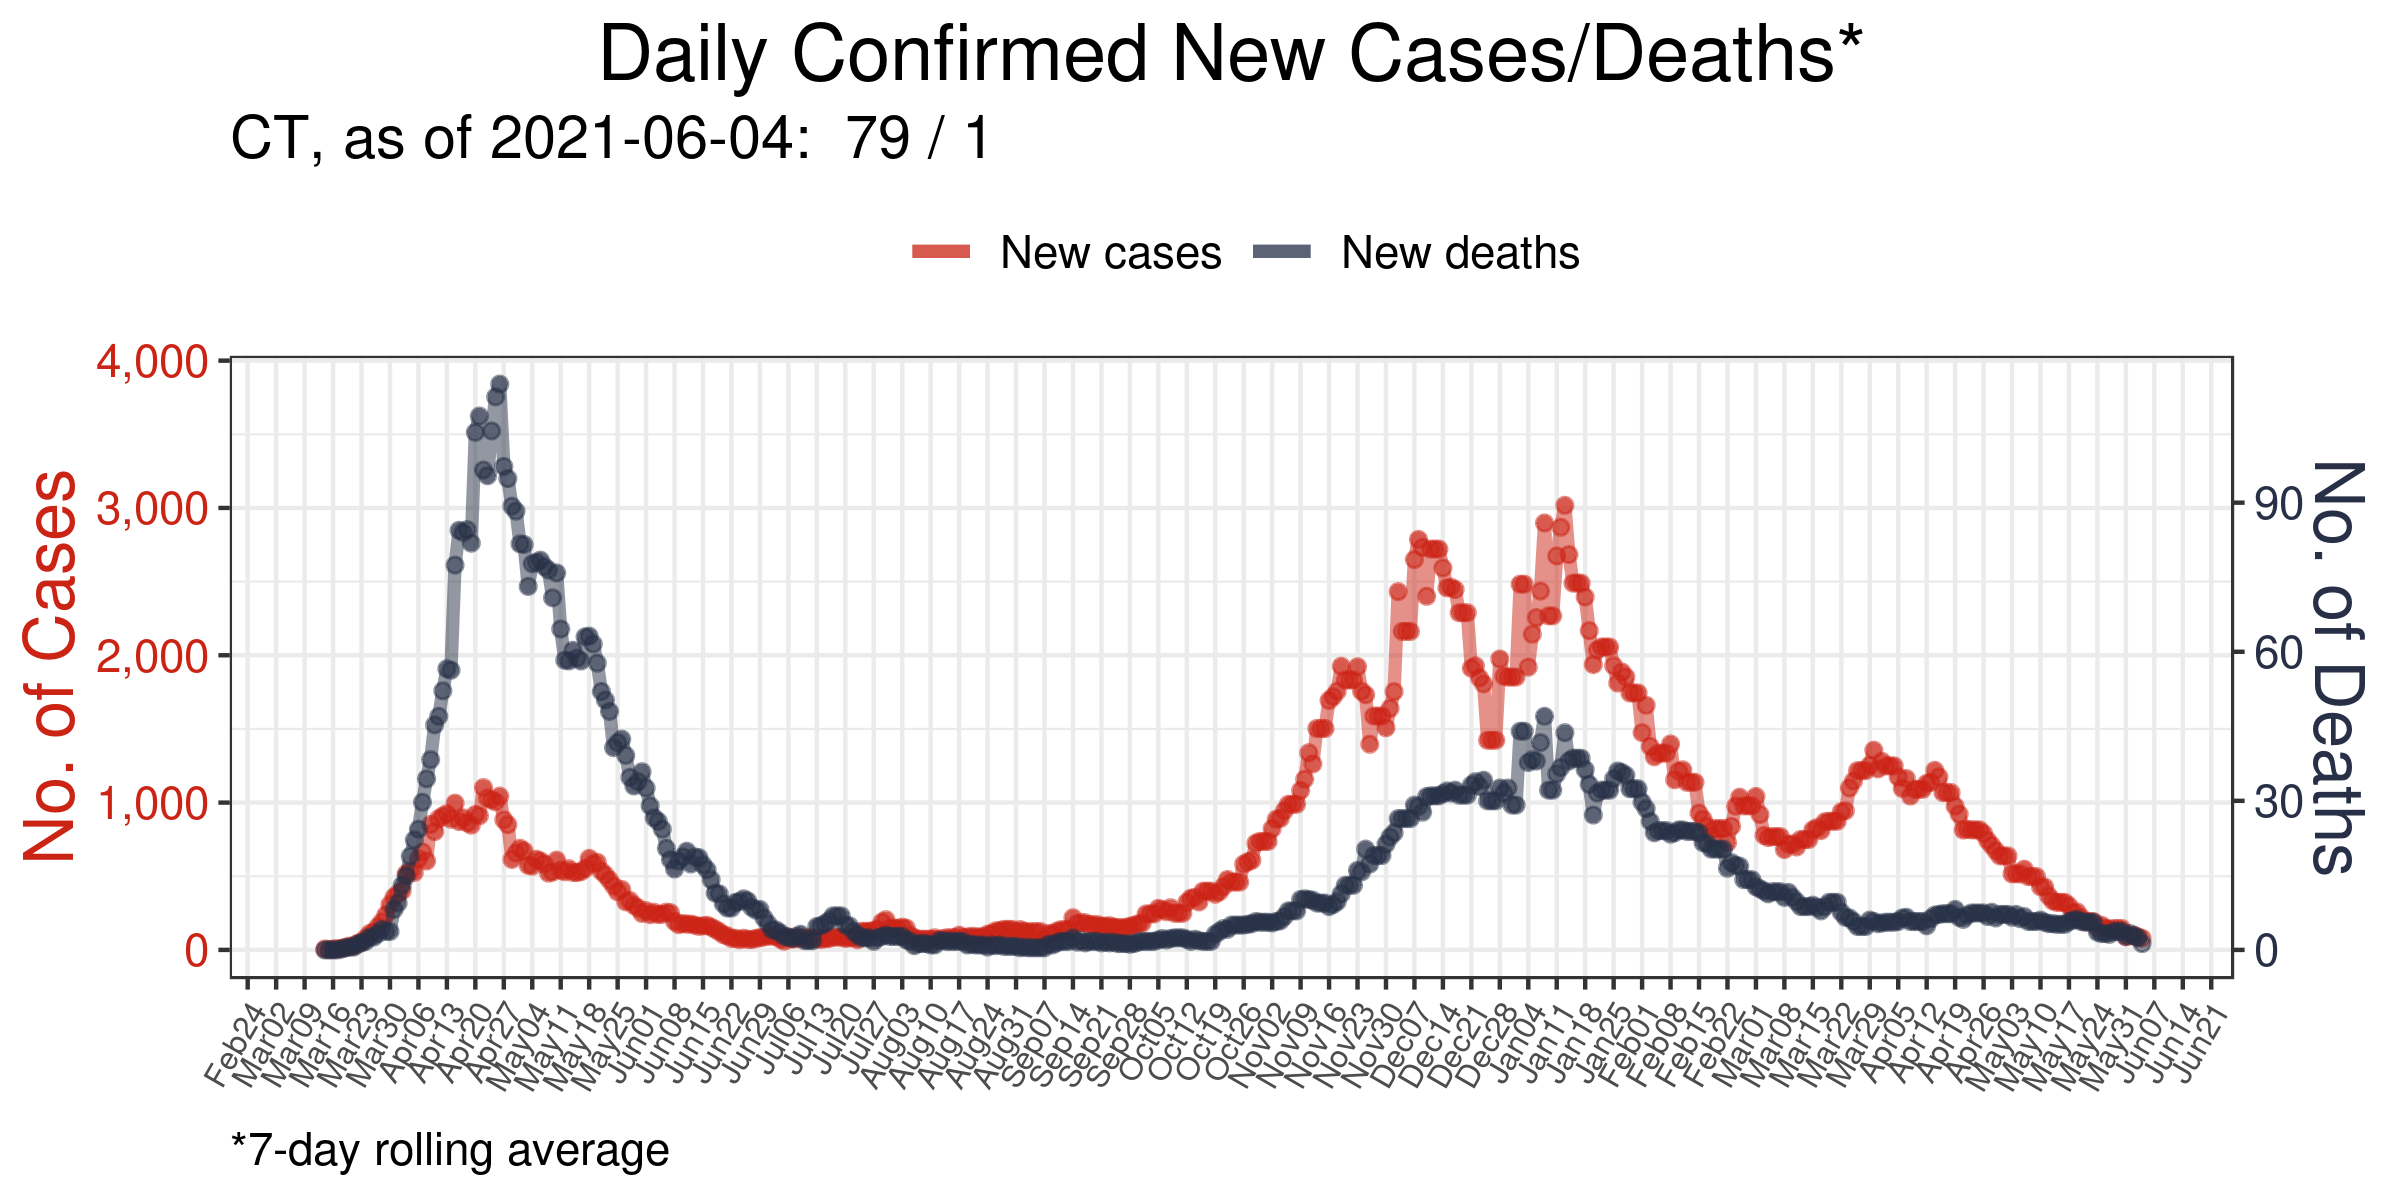 Daily Confirmed New Cases/Deaths*
CT, as of 2021-06-04:  79 / 1
New cases
New deaths
No. of Cases
4,000
3,000
2,000
1,000
0
No. of Deaths
90
60
30
0
Feb24
Mar02
Mar09
Mar16
Mar23
Mar30
Apr06
Apr13
Apr20
Apr27
May04
May11
May18
May25
Jun01
Jun08
Jun15
Jun22
Jun29
Jul06
Jul13
Jul20
Jul27
Aug03
Aug10
Aug17
Aug24
Aug31
Sep07
Sep14
Sep21
Sep28
Oct05
Oct12
Oct19
Oct26
Nov02
Nov09
Nov16
Nov23
Nov30
Dec07
Dec14
Dec21
Dec28
Jan04
Jan11
Jan18
Jan25
Feb01
Feb08
Feb15
Feb22
Mar01
Mar08
Mar15
Mar22
Mar29
Apr05
Apr12
Apr19
Apr26
May03
May10
May17
May24
May31
Jun07
Jun14
Jun21
*7-day rolling average